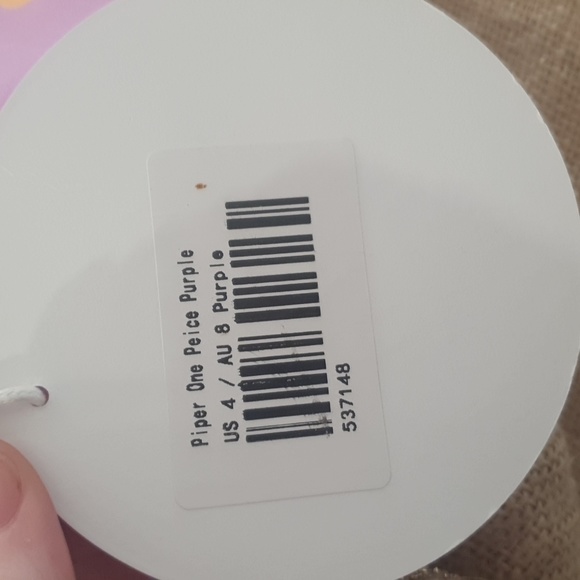 Piper One Peice Purple
US 4 / AU 8 Purple
537148